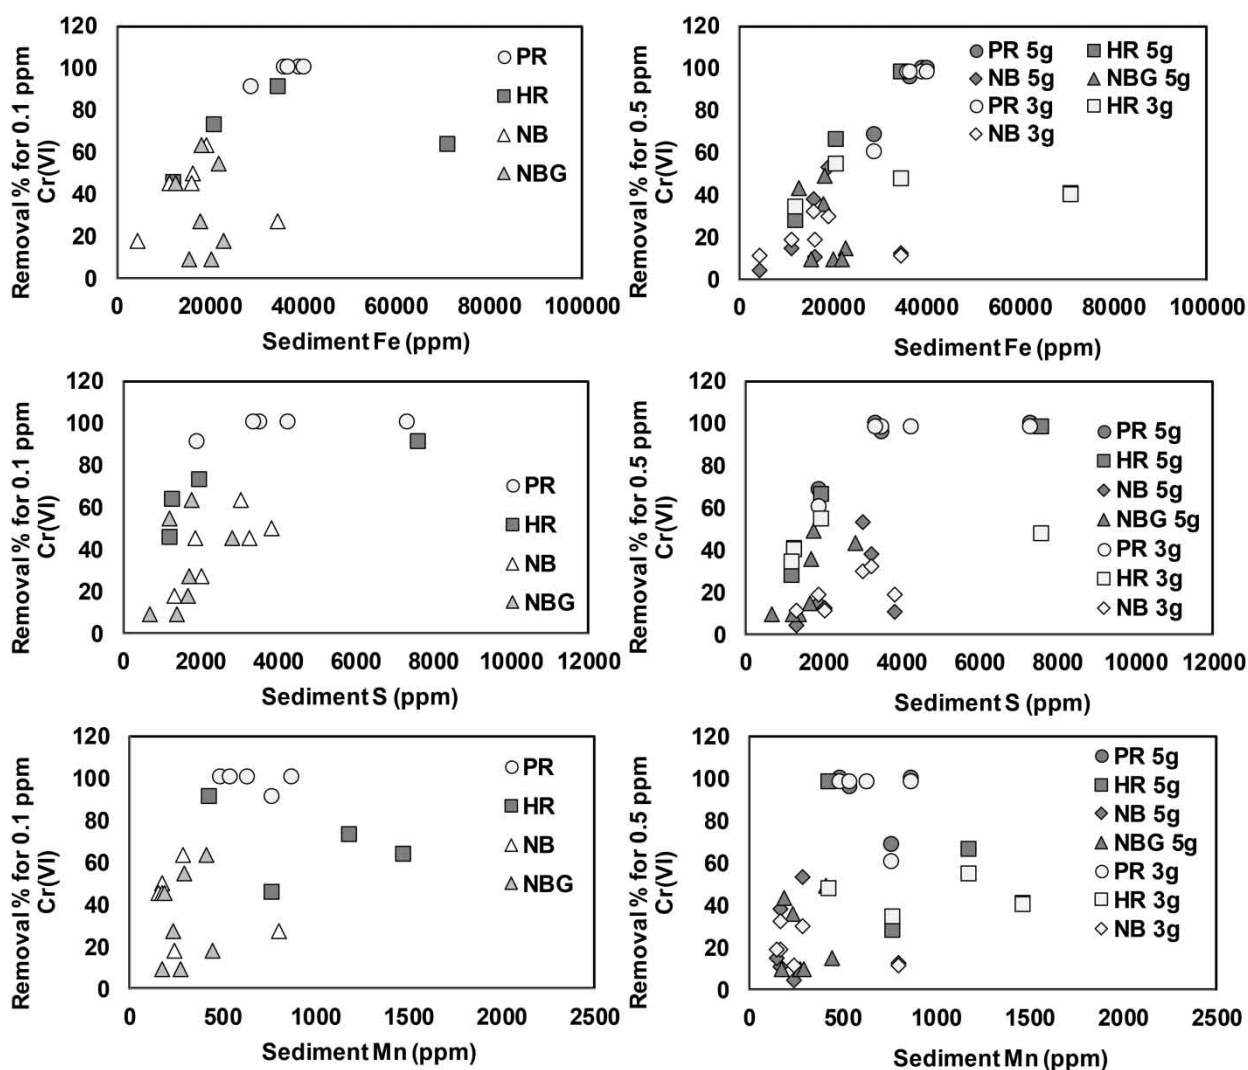 Removal % for 0.1 ppm
Cr(VI)
120
100
80
60
40
20
0
PR
HR
NB
NBG
0 20000 40000 60000 80000 100000
Sediment Fe (ppm)
Removal % for 0.5 ppm
Cr(VI)
120
100
80
60
40
20
0
PR 5g HR 5g
NB 5g NBG 5g
PR 3g HR 3g
NB 3g
0 20000 40000 60000 80000 100000
Sediment Fe (ppm)
Removal % for 0.1 ppm
Cr(VI)
120
100
80
60
40
20
0
PR
HR
NB
NBG
0 2000 4000 6000 8000 10000 12000
Sediment S (ppm)
Removal % for 0.5 ppm
Cr(VI)
120
100
80
60
40
20
0
PR 5g
HR 5g
NB 5g
NBG 5g
PR 3g
HR 3g
NB 3g
0 2000 4000 6000 8000 10000 12000
Sediment S (ppm)
Removal % for 0.1 ppm
Cr(VI)
120
100
80
60
40
20
0
PR
HR
NB
NBG
0 500 1000 1500 2000 2500
Sediment Mn (ppm)
Removal % for 0.5 ppm
Cr(VI)
120
100
80
60
40
20
0
PR 5g
HR 5g
NB 5g
NBG 5g
PR 3g
HR 3g
NB 3g
0 500 1000 1500 2000 2500
Sediment Mn (ppm)